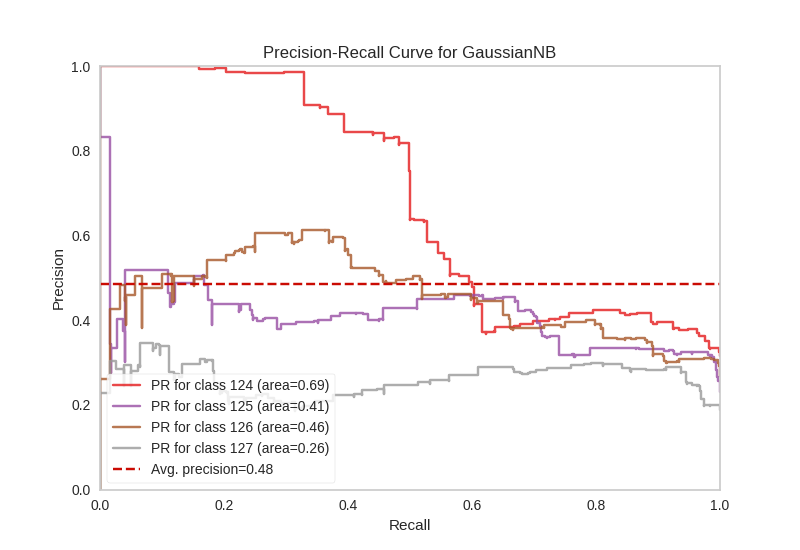 Precision-Recall Curve for GaussianNB
1.0
0.8
0.6
0.4
0.2
0.0
Precision
PR for class 124 (area=0.69)
PR for class 125 (area=0.41)
PR for class 126 (area=0.46)
PR for class 127 (area=0.26)
Avg. precision=0.48
0.0 0.2 0.4 0.6 0.8 1.0
Recall